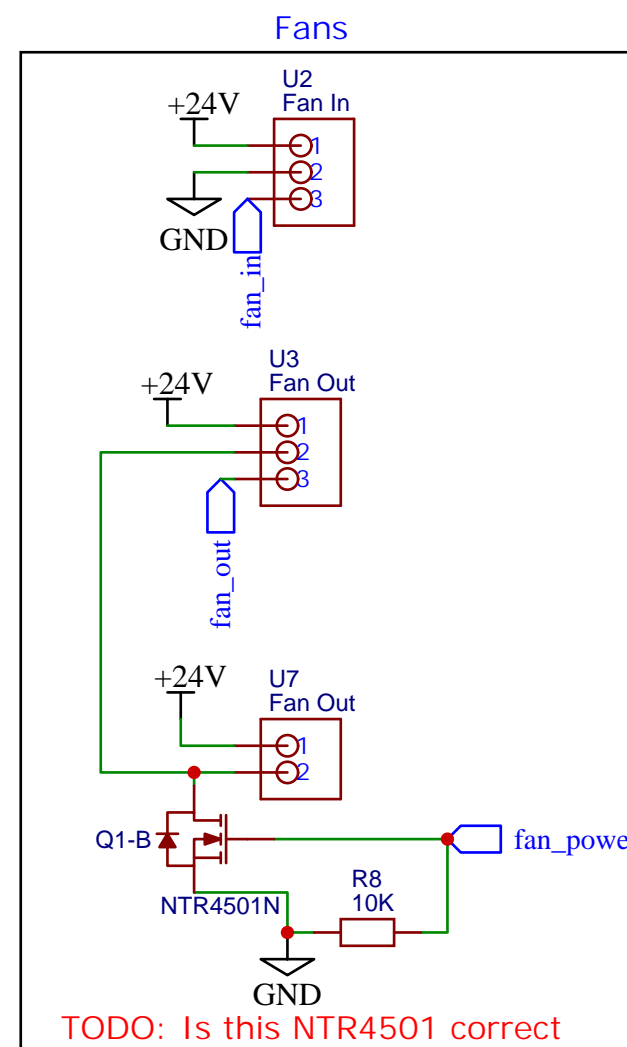 Fans
U2
Fan In
+24V
1
2
3
GND
fan_in
U3
Fan Out
+24V
1
2
3
fan_out
+24V
U7
Fan Out
1
2
Q1-B
fan_powe
NTR4501N
R8
10K
GND
TODO: Is this NTR4501 correct